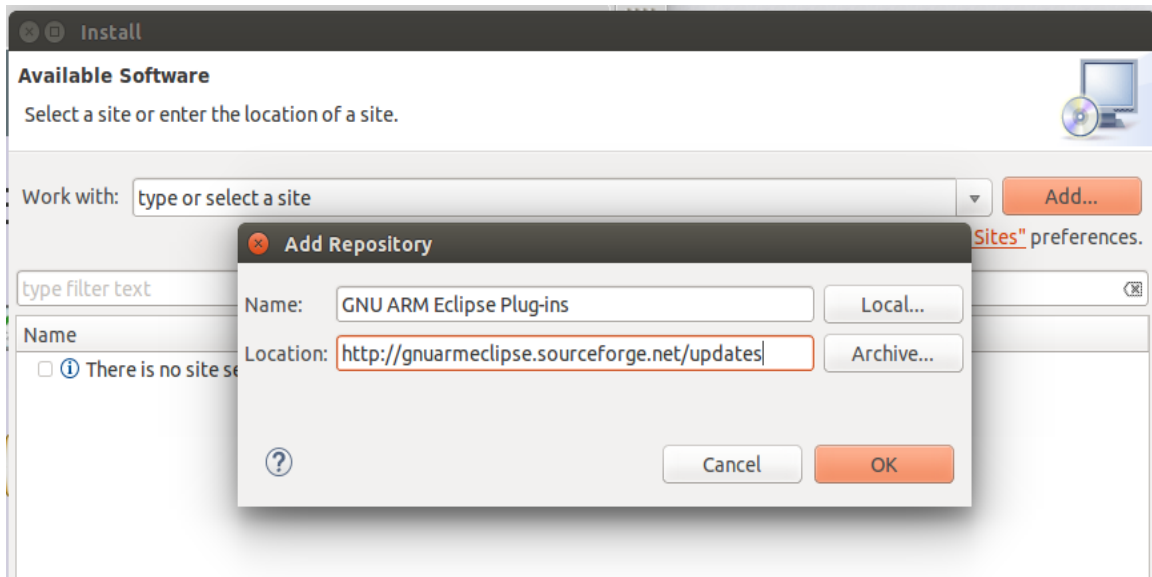 Install
Available Software
Select a site or enter the location of a site.
Work with: type or select a site Add...
Sites" preferences.
Add Repository
type filter text
Name: GNU ARM Eclipse Plug-ins Local...
Name
Location: http://gnuarmeclipse.sourceforge.net/updates Archive...
There is no site se
Cancel OK